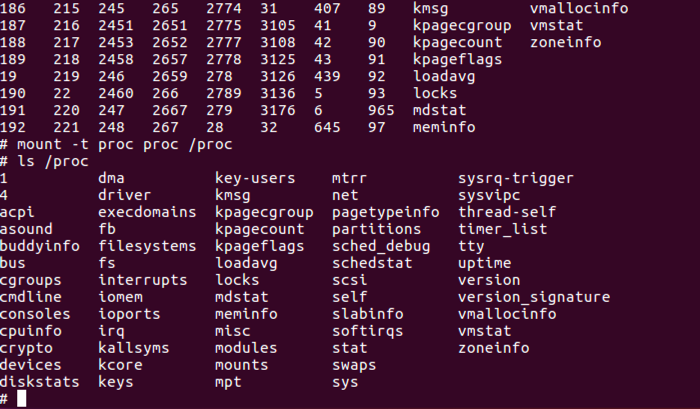 186   215   245    265    2774   31     407   89   kmsg          vmallocinfo
187   216   2451   2651   2775   3105   41    9    kpagecgroup   vmstat
188   217   2453   2652   2777   3108   42    90   kpagecount    zoneinfo
189   218   2458   2657   2778   3125   43    91   kpageflags
19    219   246    2659   278    3126   439   92   loadavg
190   22    2460   266    2789   3136   5     93   locks
191   220   247    2667   279    3176   6     965  mdstat
192   221   248    267    28     32     645   97   meminfo
# mount -t proc proc /proc
# ls /proc
1          dma          key-users    mtrr          sysrq-trigger
4          driver       kmsg         net           sysvipc
acpi       execdomains  kpagecgroup  pagetypeinfo  thread-self
asound     fb           kpagecount   partitions    timer_list
buddyinfo  filesystems  kpageflags   sched_debug   tty
bus        fs           loadavg      schedstat     uptime
cgroups    interrupts   locks        scsi          version
cmdline    iomem        mdstat       self          version_signature
consoles   ioports      meminfo      slabinfo      vmallocinfo
cpuinfo    irq          misc         softirqs      vmstat
crypto     kallsyms     modules      stat          zoneinfo
devices    kcore        mounts       swaps
diskstats  keys         mpt          sys
#